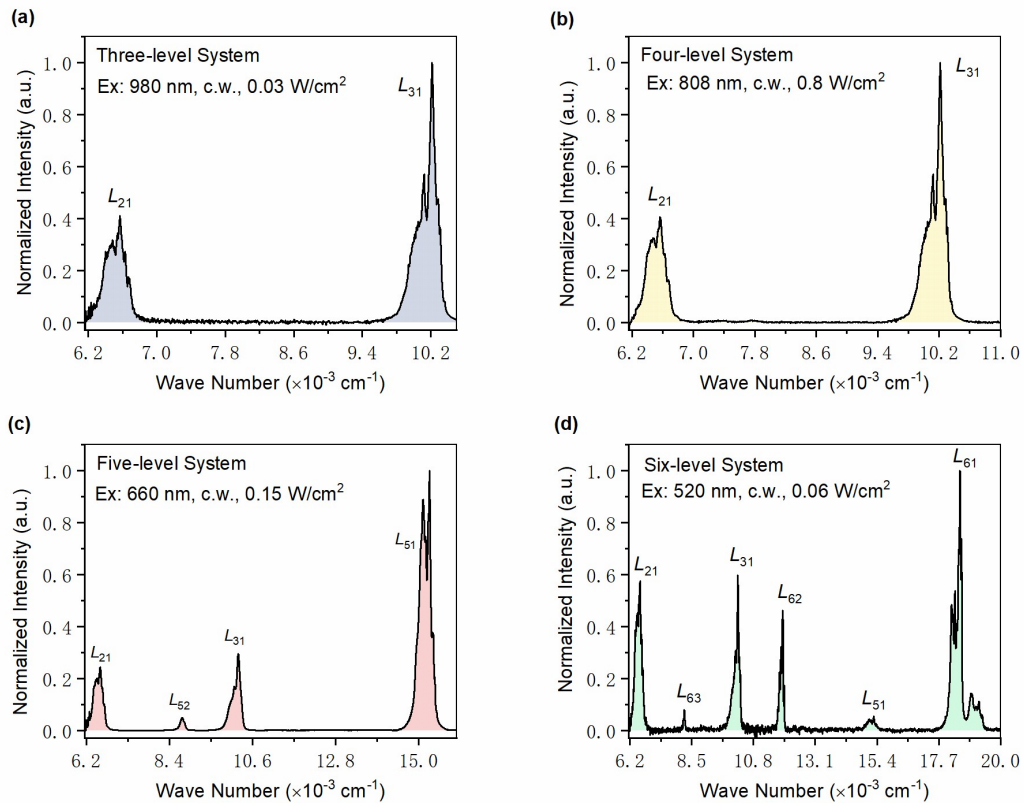 (a)
Three-level System
Ex: 980 nm, c.w., 0.03 W/cm²
L₃₁
L₂₁
Normalized Intensity (a.u.)
1.0
0.8
0.6
0.4
0.2
0.0
6.2 7.0 7.8 8.6 9.4 10.2
Wave Number (×10⁻³ cm⁻¹)
(b)
Four-level System
Ex: 808 nm, c.w., 0.8 W/cm²
L₃₁
L₂₁
Normalized Intensity (a.u.)
1.0
0.8
0.6
0.4
0.2
0.0
6.2 7.0 7.8 8.6 9.4 10.2 11.0
Wave Number (×10⁻³ cm⁻¹)
(c)
Five-level System
Ex: 660 nm, c.w., 0.15 W/cm²
L₅₁
L₃₁
L₂₁
L₅₂
Normalized Intensity (a.u.)
1.0
0.8
0.6
0.4
0.2
0.0
6.2 8.4 10.6 12.8 15.0
Wave Number (×10⁻³ cm⁻¹)
(d)
Six-level System
Ex: 520 nm, c.w., 0.06 W/cm²
L₆₁
L₂₁
L₃₁
L₆₂
L₆₃
L₅₁
Normalized Intensity (a.u.)
1.0
0.8
0.6
0.4
0.2
0.0
6.2 8.5 10.8 13.1 15.4 17.7 20.0
Wave Number (×10⁻³ cm⁻¹)